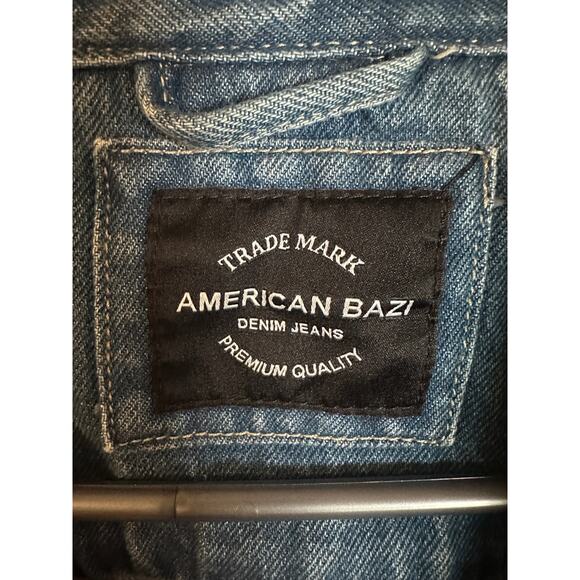 TRADE MARK
AMERICAN BAZI
DENIM JEANS
PREMIUM QUALITY